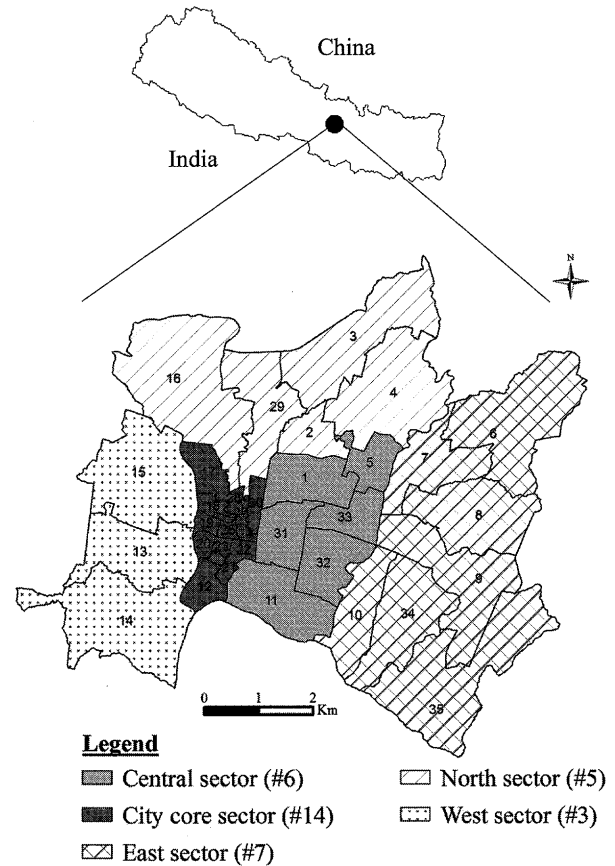 China
India
N
3
16
4
29
2
6
7
5
15
1
8
33
31
13
32
9
12
11
10
34
14
35
0 1 2
Km
Legend
Central sector (#6)
North sector (#5)
City core sector (#14)
West sector (#3)
East sector (#7)